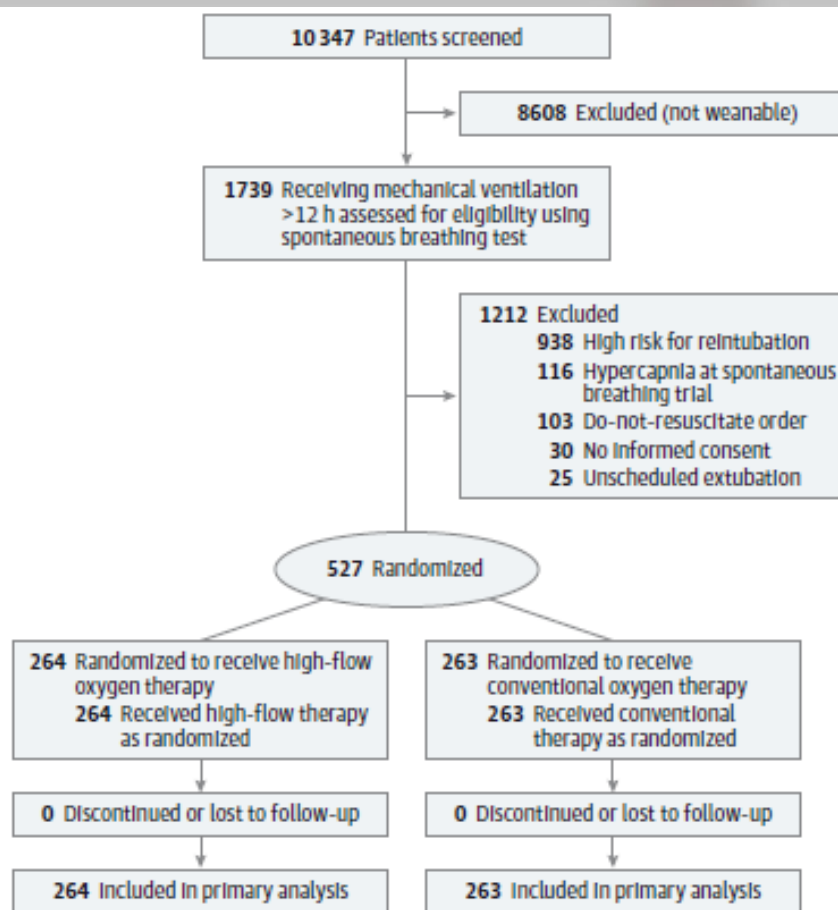 10 347 Patients screened
8608 Excluded (not weanable)
1739 Receiving mechanical ventilation
>12 h assessed for eligibility using
spontaneous breathing test
1212 Excluded
938 High risk for reintubation
116 Hypercapnia at spontaneous
breathing trial
103 Do-not-resuscitate order
30 No informed consent
25 Unscheduled extubation
527 Randomized
264 Randomized to receive high-flow
oxygen therapy
264 Received high-flow therapy
as randomized
263 Randomized to receive
conventional oxygen therapy
263 Received conventional
therapy as randomized
0 Discontinued or lost to follow-up
0 Discontinued or lost to follow-up
264 Included in primary analysis
263 Included in primary analysis